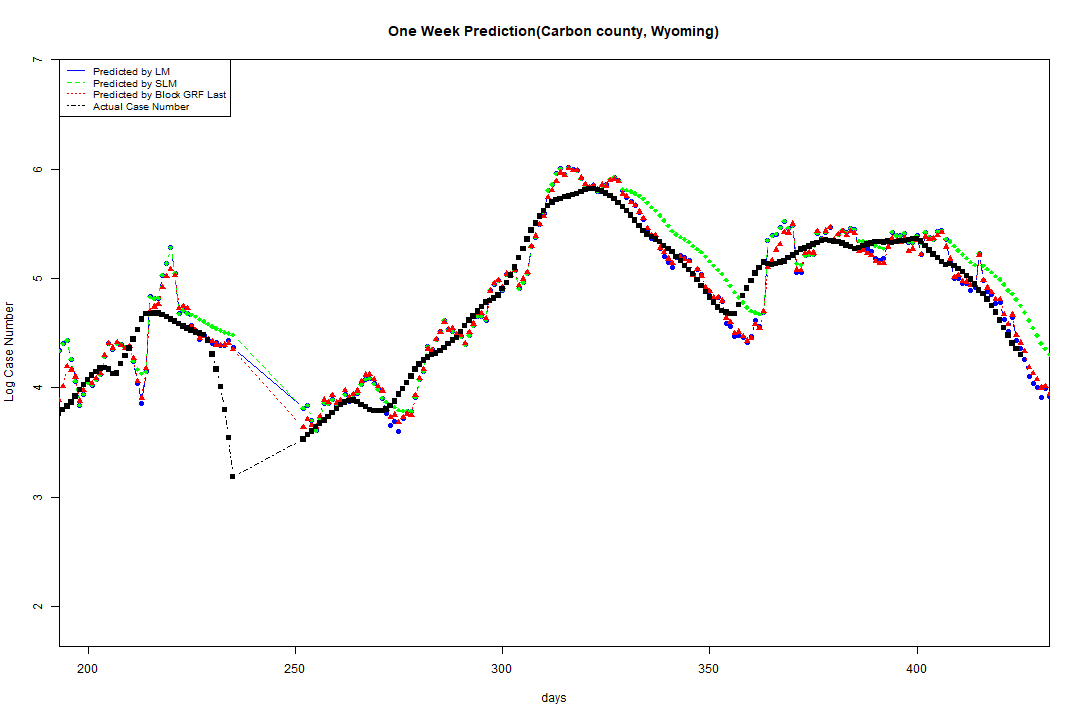 One Week Prediction(Carbon county, Wyoming)
Predicted by LM
Predicted by SLM
Predicted by Block GRF Last
Actual Case Number
7
6
5
4
3
2
Log Case Number
200 250 300 350 400
days